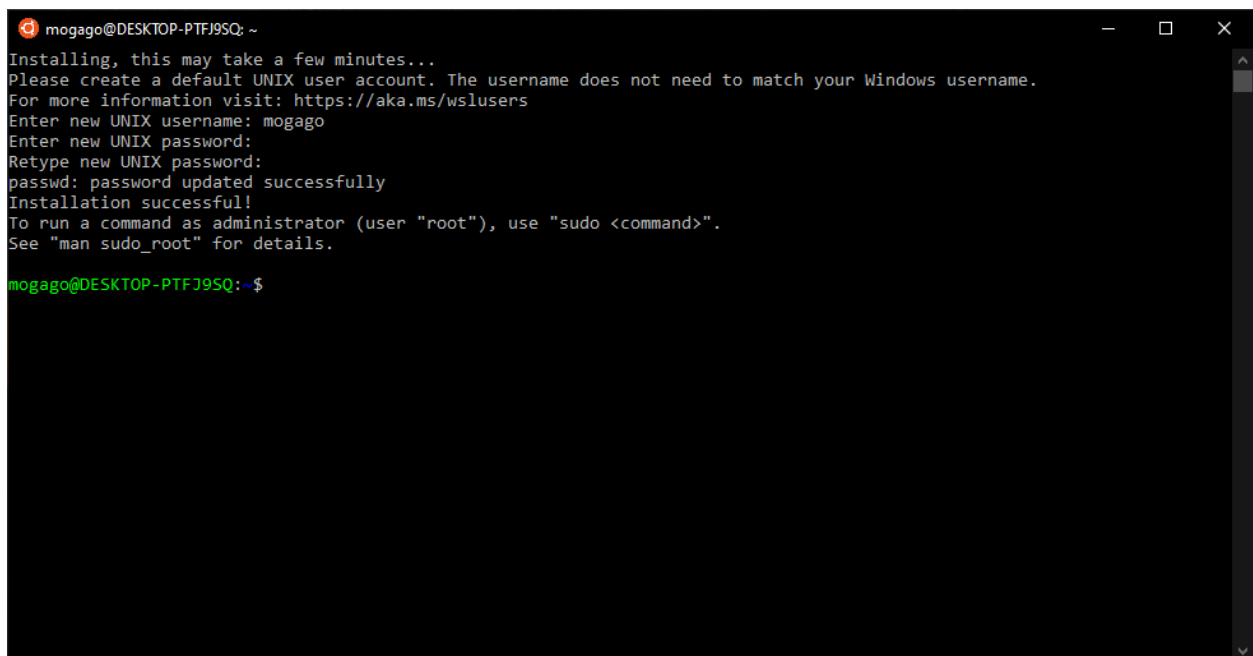 mogago@DESKTOP-PTFJ9SQ: ~
Installing, this may take a few minutes...
Please create a default UNIX user account. The username does not need to match your Windows username.
For more information visit: https://aka.ms/wslusers
Enter new UNIX username: mogago
Enter new UNIX password:
Retype new UNIX password:
passwd: password updated successfully
Installation successful!
To run a command as administrator (user "root"), use "sudo <command>".
See "man sudo_root" for details.
mogago@DESKTOP-PTFJ9SQ:~$